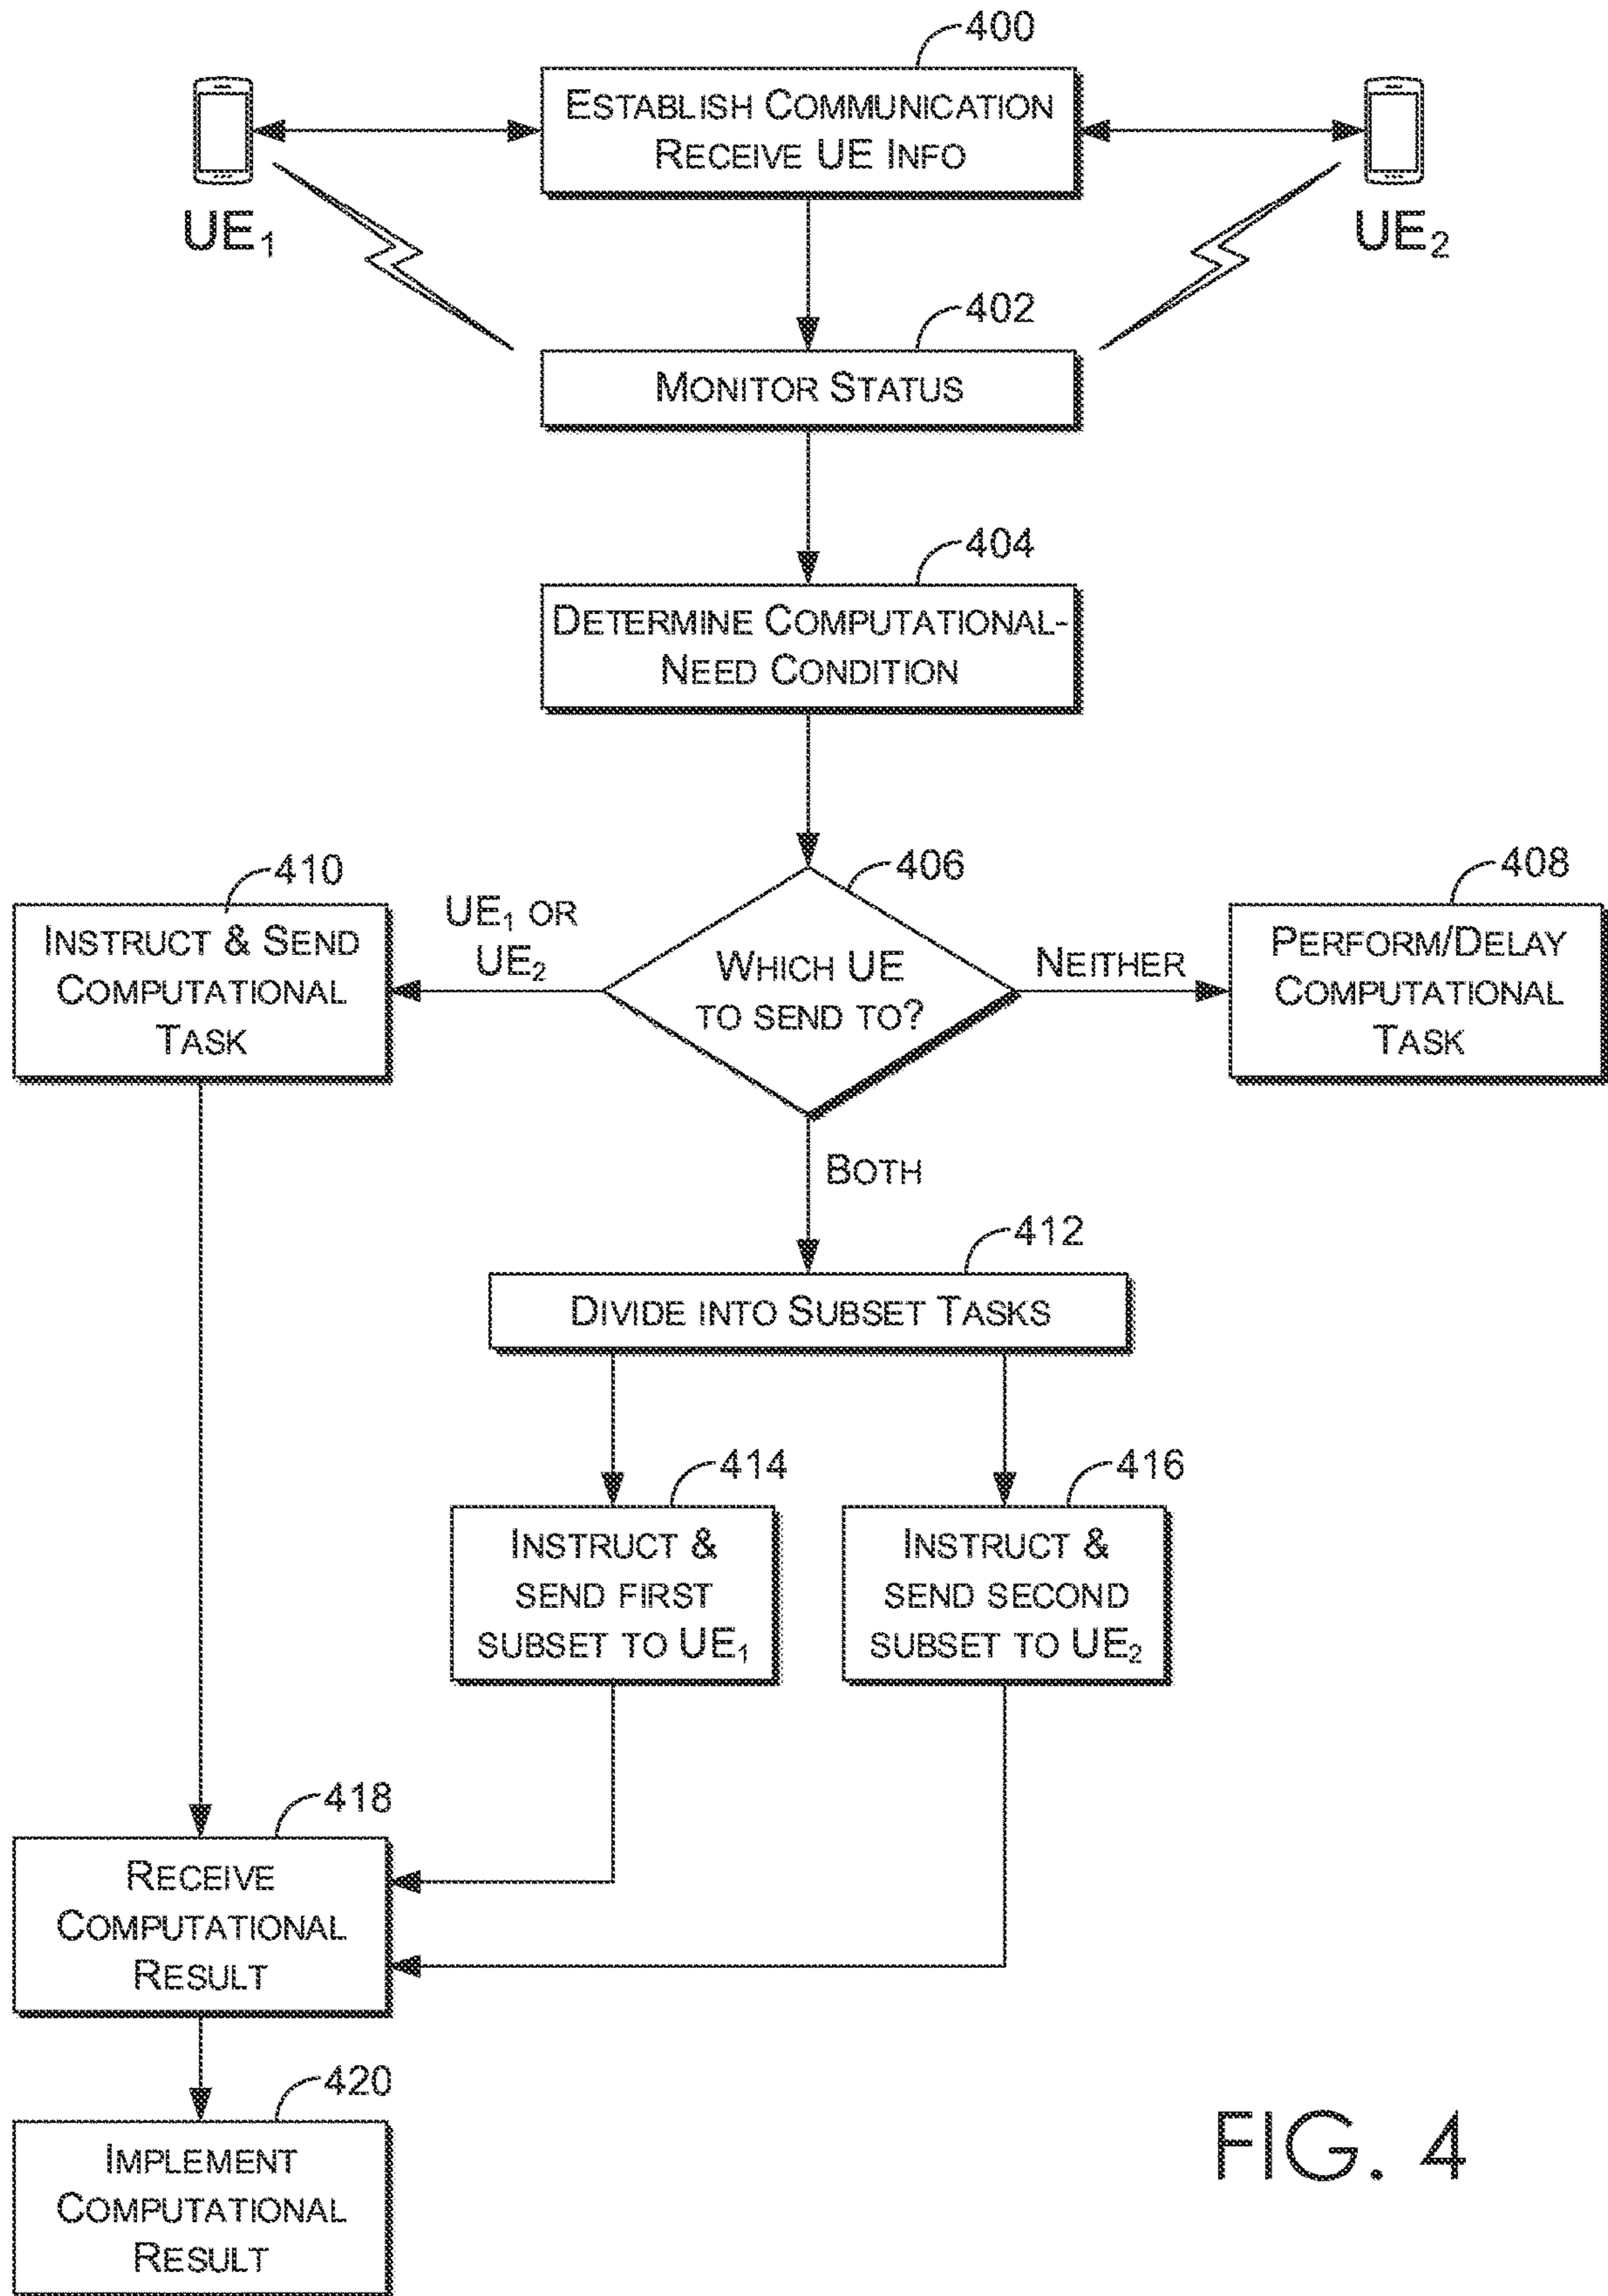 400
ESTABLISH COMMUNICATION
RECEIVE UE INFO
UE₁
UE₂
402
MONITOR STATUS
404
DETERMINE COMPUTATIONAL-
NEED CONDITION
406
WHICH UE
TO SEND TO?
410
INSTRUCT & SEND
COMPUTATIONAL
TASK
UE₁ OR
UE₂
NEITHER
408
PERFORM/DELAY
COMPUTATIONAL
TASK
BOTH
412
DIVIDE INTO SUBSET TASKS
414
INSTRUCT &
SEND FIRST
SUBSET TO UE₁
416
INSTRUCT &
SEND SECOND
SUBSET TO UE₂
418
RECEIVE
COMPUTATIONAL
RESULT
420
IMPLEMENT
COMPUTATIONAL
RESULT
FIG. 4